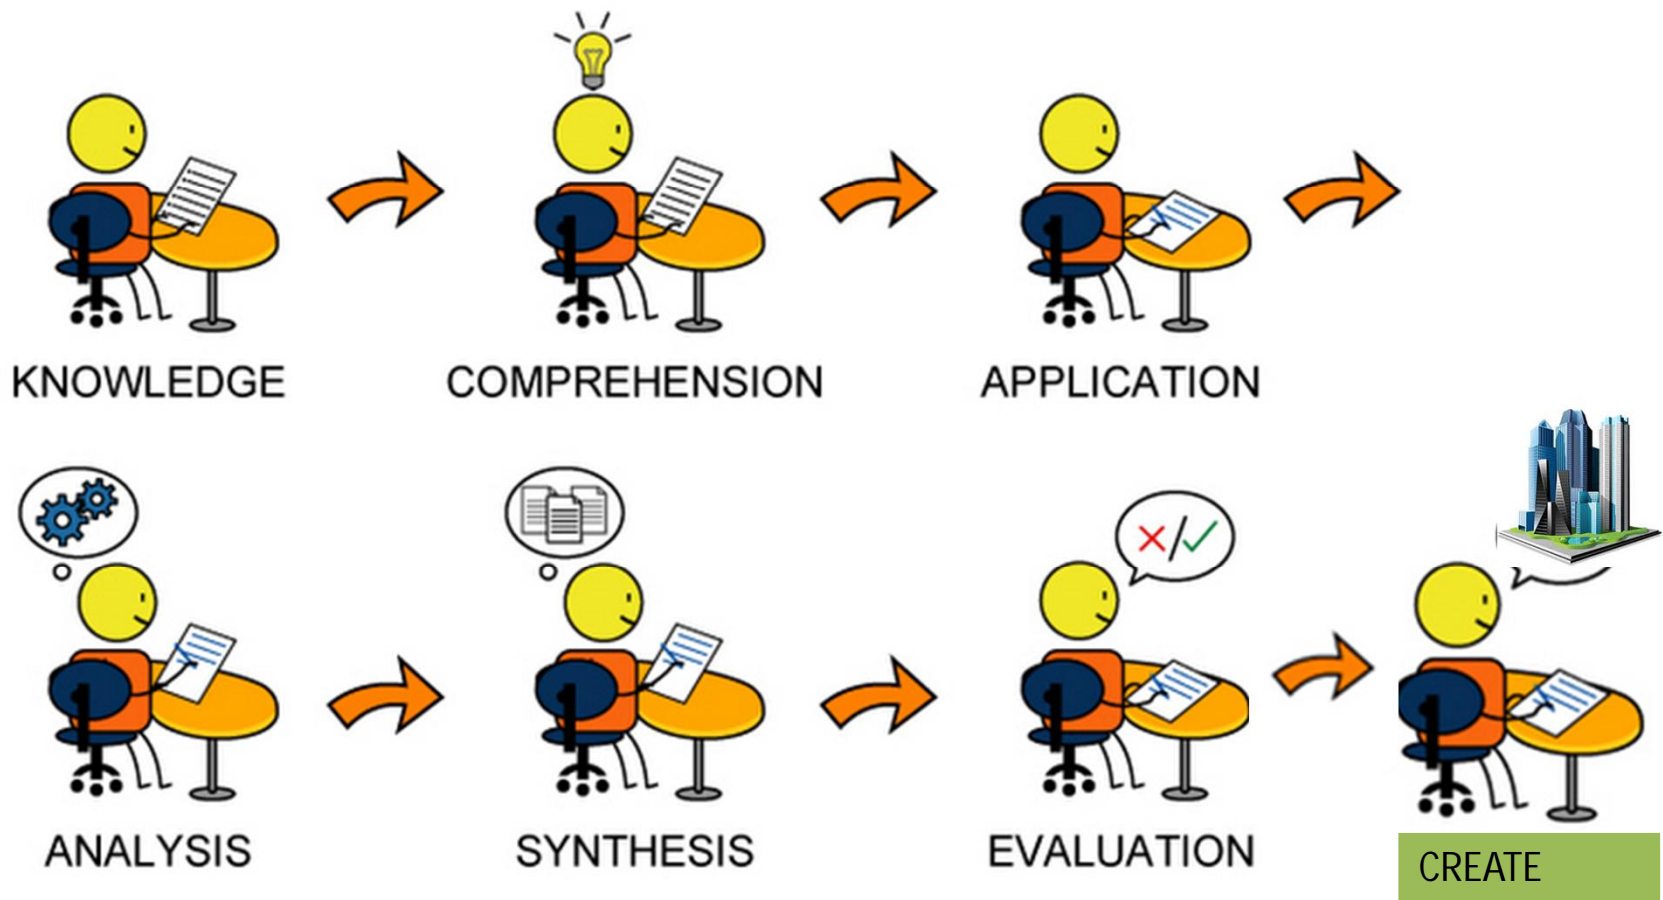 KNOWLEDGE
COMPREHENSION
APPLICATION
ANALYSIS
SYNTHESIS
EVALUATION
CREATE